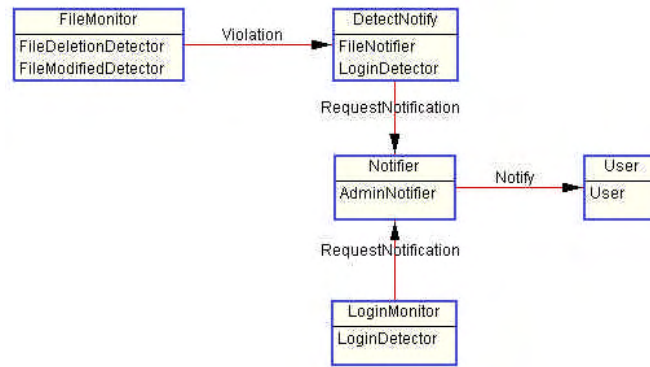 FileMonitor
FileDeletionDetector
FileModifiedDetector
Violation
DetectNotify
FileNotifier
LoginDetector
RequestNotification
Notifier
AdminNotifier
Notify
User
User
RequestNotification
LoginMonitor
LoginDetector